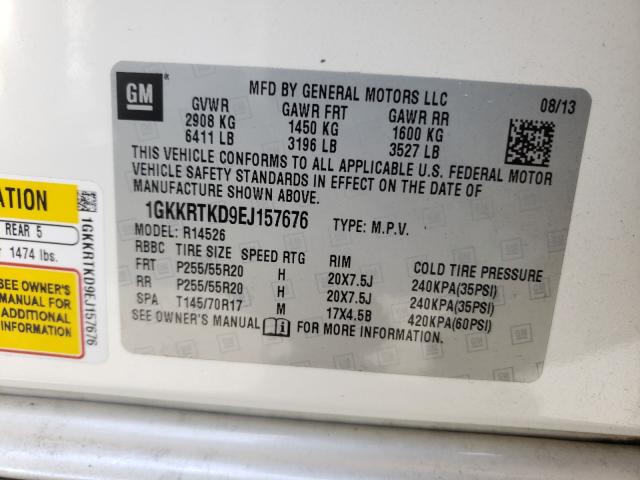 GM
MFD BY GENERAL MOTORS LLC
08/13
GVWR GAWR FRT GAWR RR
2908 KG 1450 KG 1600 KG
6411 LB 3196 LB 3527 LB
THIS VEHICLE CONFORMS TO ALL APPLICABLE U.S. FEDERAL MOTOR
VEHICLE SAFETY STANDARDS IN EFFECT ON THE DATE OF
MANUFACTURE SHOWN ABOVE.
1GKKRTKD9EJ157676 TYPE: M.P.V.
MODEL: R14526
RBBC TIRE SIZE SPEED RTG RIM COLD TIRE PRESSURE
FRT P255/55R20 H 20X7.5J 240KPA(35PSI)
RR P255/55R20 H 20X7.5J 240KPA(35PSI)
SPA T145/70R17 M 17X4.5B 420KPA(60PSI)
SEE OWNER'S MANUAL FOR MORE INFORMATION.
ATION
REAR 5
1474 lbs.
SEE OWNER'S
MANUAL FOR
ADDITIONAL
1GKKRTKD9EJ157676